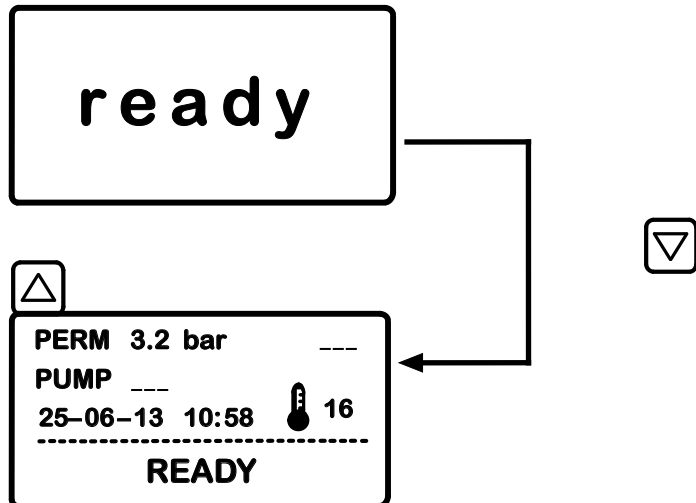 ready
PERM 3.2 bar ___
PUMP ___
25-06-13 10:58 16
READY